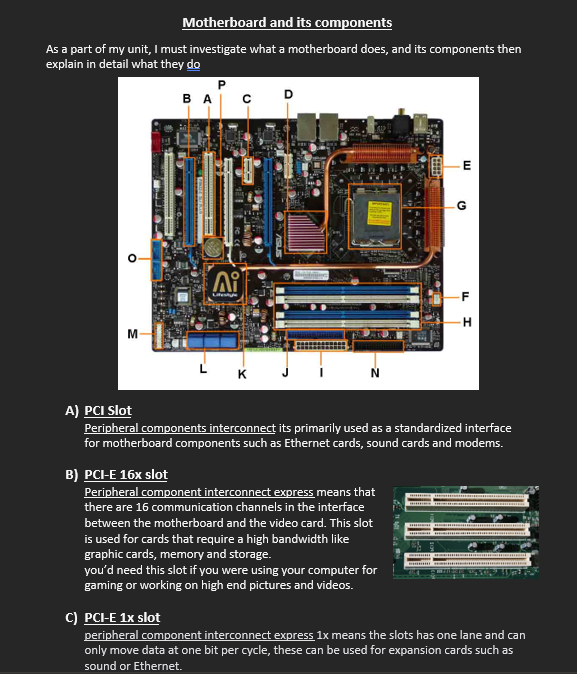 Motherboard and its components
As a part of my unit, I must investigate what a motherboard does, and its components then
explain in detail what they do
P
B A C D
E
G
O
Ai
Lifestyle
F
H
M
L K J I N
A) PCI Slot
Peripheral components interconnect its primarily used as a standardized interface
for motherboard components such as Ethernet cards, sound cards and modems.
B) PCI-E 16x slot
Peripheral component interconnect express means that
there are 16 communication channels in the interface
between the motherboard and the video card. This slot
is used for cards that require a high bandwidth like
graphic cards, memory and storage.
you'd need this slot if you were using your computer for
gaming or working on high end pictures and videos.
C) PCI-E 1x slot
peripheral component interconnect express 1x means the slots has one lane and can
only move data at one bit per cycle, these can be used for expansion cards such as
sound or Ethernet.